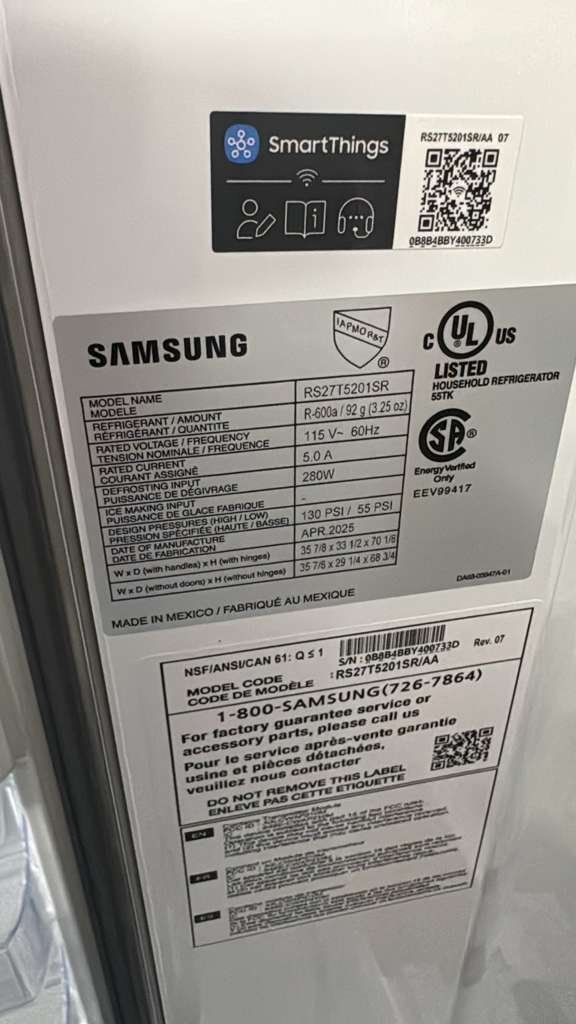 SmartThings
RS27T5201SR/AA 07
0B8B4BBY400733D
SAMSUNG
IAPMO R&T
®
C UL US
LISTED
HOUSEHOLD REFRIGERATOR
55TK
SA ®
Energy Verified
Only
EEV99417
MODEL NAME
MODÈLE
RS27T5201SR
REFRIGERANT / AMOUNT
RÉFRIGÉRANT / QUANTITE
R-600a / 92 g (3.25 oz)
RATED VOLTAGE / FREQUENCY
TENSION NOMINALE / FREQUENCE
115 V~ 60Hz
RATED CURRENT
COURANT ASSIGNÉ
5.0 A
DEFROSTING INPUT
PUISSANCE DE DÉGIVRAGE
280W
ICE MAKING INPUT
PUISSANCE DE GLACE FABRIQUE
-
DESIGN PRESSURES (HIGH / LOW)
PRESSION SPÉCIFIÉE (HAUTE / BASSE)
130 PSI / 55 PSI
DATE OF MANUFACTURE
DATE DE FABRICATION
APR.2025
W x D (with handles) x H (with hinges)
35 7/8 x 33 1/2 x 70 1/8
W x D (without doors) x H (without hinges)
35 7/8 x 29 1/4 x 68 3/4
MADE IN MEXICO / FABRIQUÉ AU MEXIQUE
NSF/ANSI/CAN 61: Q ≤ 1
S/N : 0B8B4BBY400733D
Rev. 07
MODEL CODE
CODE DE MODÈLE
: RS27T5201SR/AA
1-800-SAMSUNG(726-7864)
For factory guarantee service or
accessory parts, please call us
Pour le service après-vente garantie
usine et pièces détachées,
veuillez nous contacter
DO NOT REMOVE THIS LABEL
ENLEVE PAS CETTE ETIQUETTE
EN
FR
ES